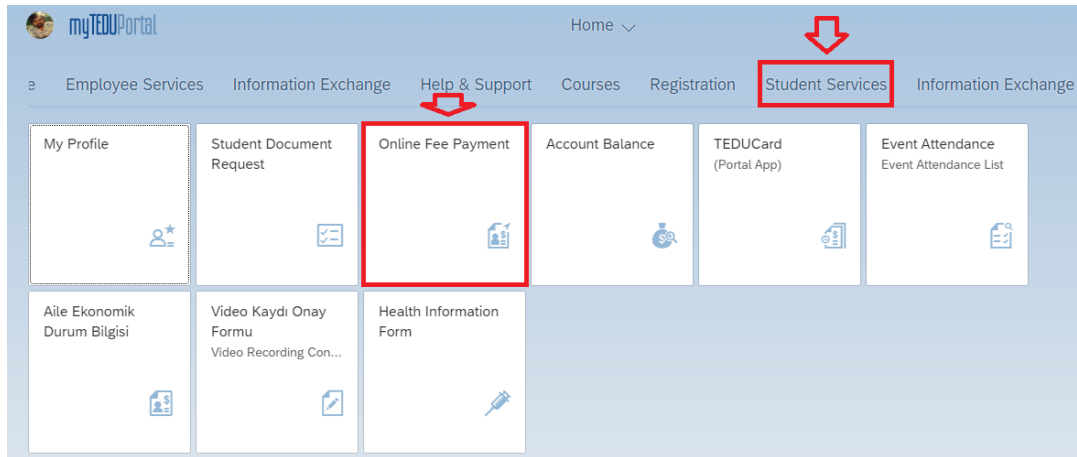 myTEDUPortal
Home
e Employee Services Information Exchange Help & Support Courses Registration Student Services Information Exchange
My Profile
Student Document
Request
Online Fee Payment
Account Balance
TEDUCard
(Portal App)
Event Attendance
Event Attendance List
Aile Ekonomik
Durum Bilgisi
Video Kaydı Onay
Formu
Video Recording Con...
Health Information
Form